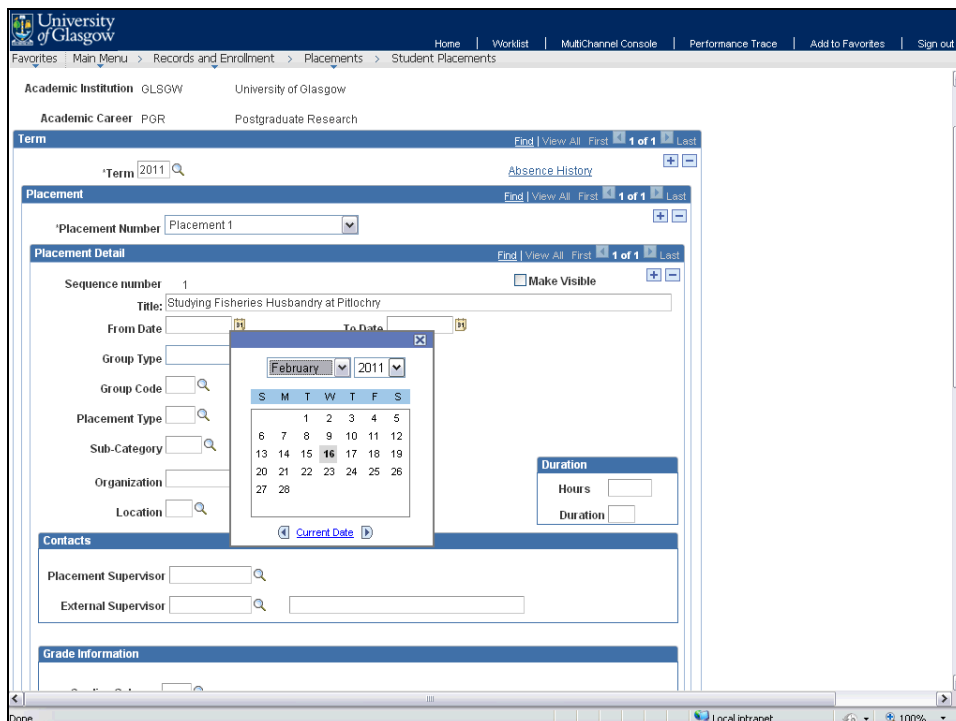 University
of Glasgow
Home | Worklist | MultiChannel Console | Performance Trace | Add to Favorites | Sign out
Favorites Main Menu > Records and Enrollment > Placements > Student Placements
Academic Institution GLSGW University of Glasgow
Academic Career PGR Postgraduate Research
Term Find | View All First 1 of 1 Last
*Term 2011 Absence History
Placement Find | View All First 1 of 1 Last
*Placement Number Placement 1
Placement Detail Find | View All First 1 of 1 Last
Sequence number 1 Make Visible
Title: Studying Fisheries Husbandry at Pitlochry
From Date To Date
Group Type
February 2011
Group Code
S M T W T F S
Placement Type
1 2 3 4 5
6 7 8 9 10 11 12
Sub-Category
13 14 15 16 17 18 19
20 21 22 23 24 25 26
Duration
Organization
27 28
Hours
Location
Duration
Current Date
Contacts
Placement Supervisor
External Supervisor
Grade Information
Done Local intranet 100%